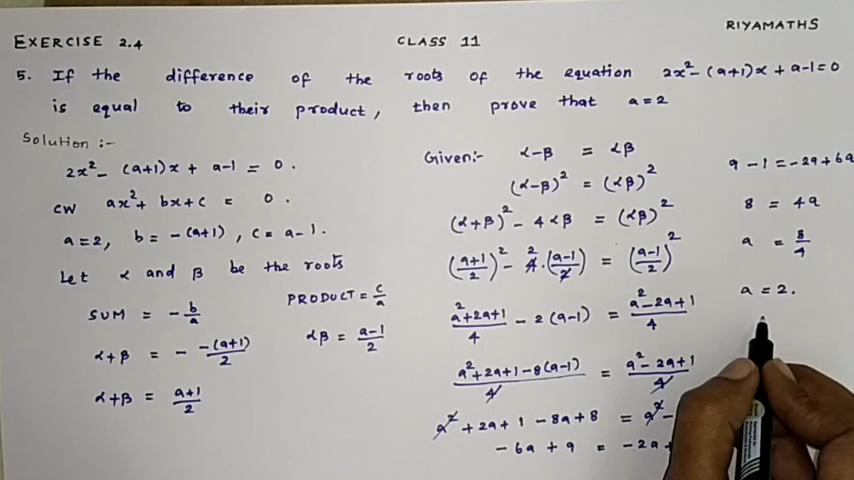 RIYAMATHS
EXERCISE 2.4
CLASS 11
5. If the difference of the roots of the equation 2x² - (a+1)x + a-1=0
is equal to their product, then prove that a=2
Solution :-
2x² - (a+1)x + a-1 = 0.
cw ax² + bx+c = 0.
a=2, b= -(a+1), c= a-1.
Let α and β be the roots
SUM = -b/a
α+β = - -(a+1)/2
α+β = a+1/2
PRODUCT = c/a
αβ = a-1/2
Given:- α-β = αβ
(α-β)² = (αβ)²
(α+β)² - 4αβ = (αβ)²
(a+1/2)² - 4² · (a-1/2) = (a-1/2)²
a²+2a+1/4 - 2(a-1) = a²-2a+1/4
a²+2a+1-8(a-1)/4 = a²-2a+1/4
a² + 2a+1 - 8a+8 = a² -
-6a+9 = -2a+
9-1 = -2a+6a
8 = 4a
a = 8/4
a = 2.